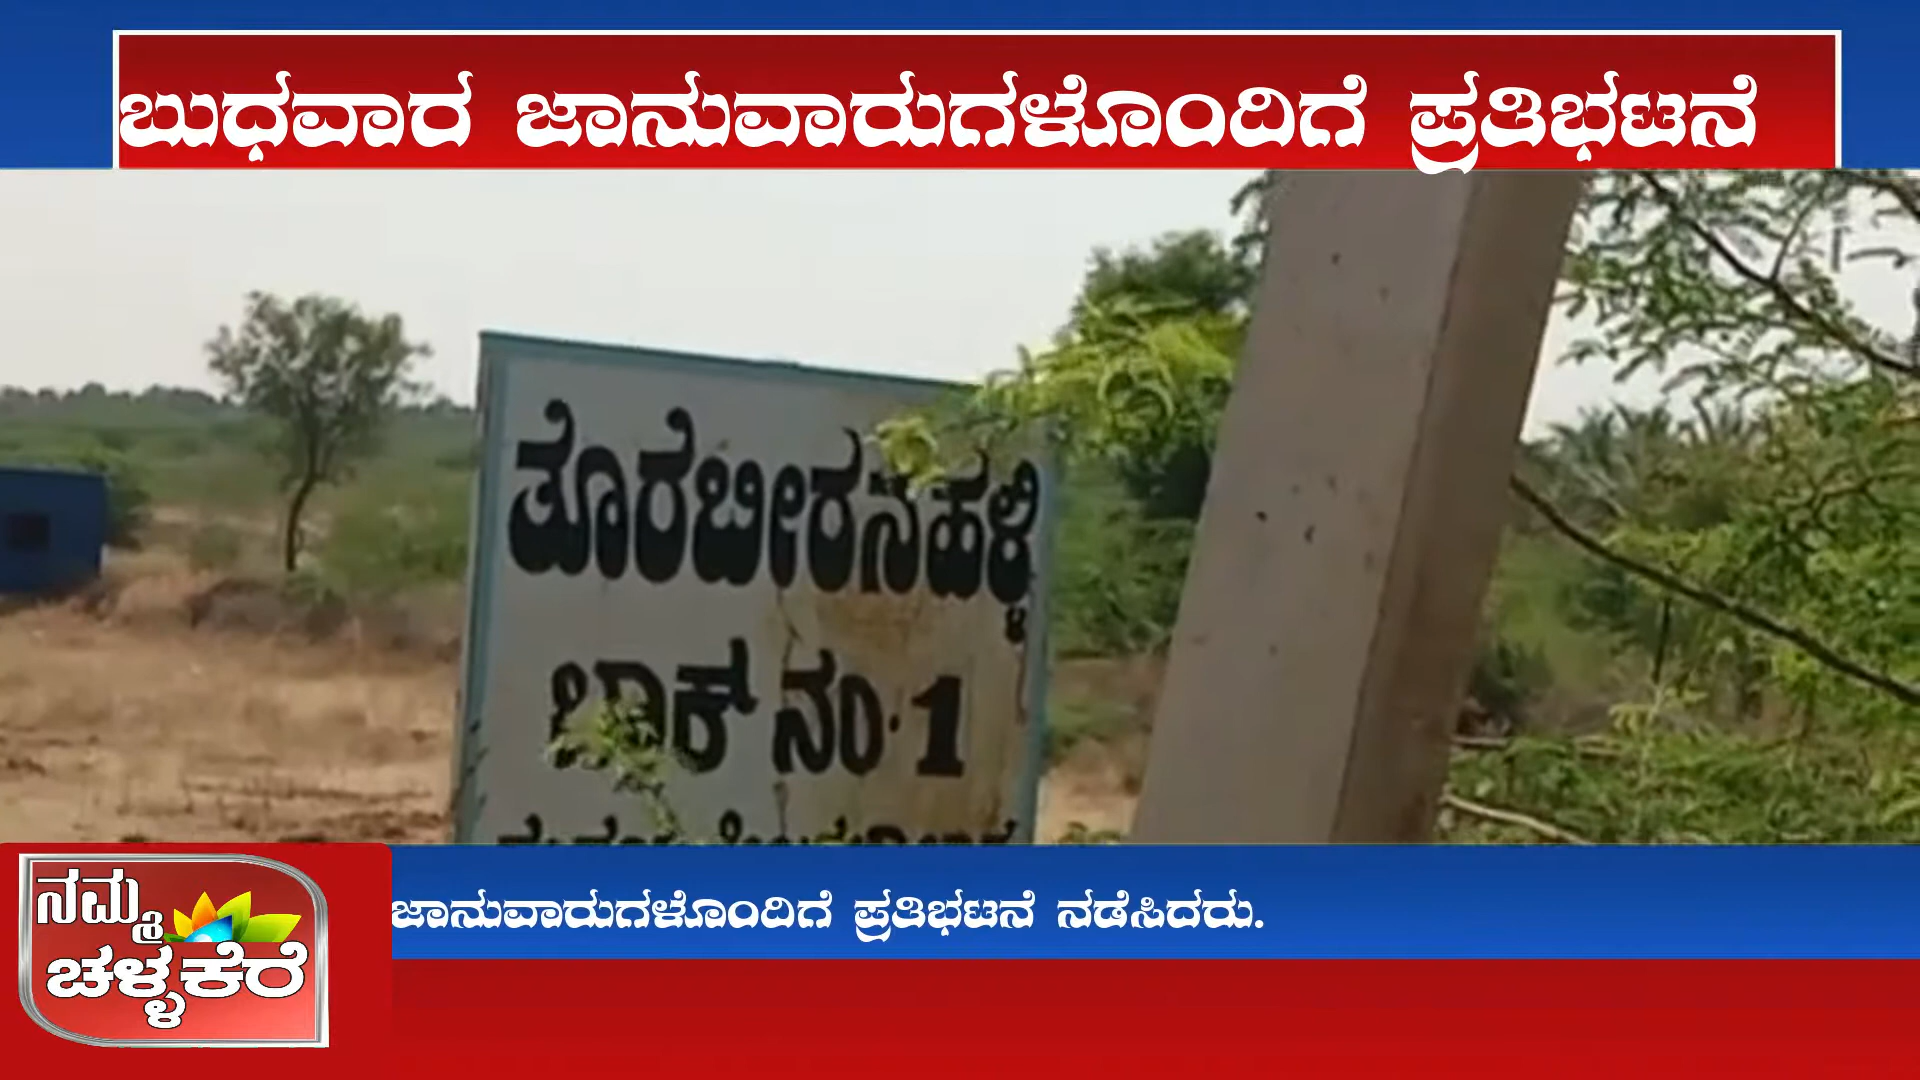 ಬುಧವಾರ ಜಾನುವಾರುಗಳೊಂದಿಗೆ ಪ್ರತಿಭಟನೆ
ತೊರೆಬೀರನಹಳ್ಳಿ
ಬ್ಲಾಕ್ ನಂ.1
ಜಾನುವಾರುಗಳೊಂದಿಗೆ ಪ್ರತಿಭಟನೆ ನಡೆಸಿದರು.
ನಮ್ಮ
ಚಳ್ಳಕೆರೆ